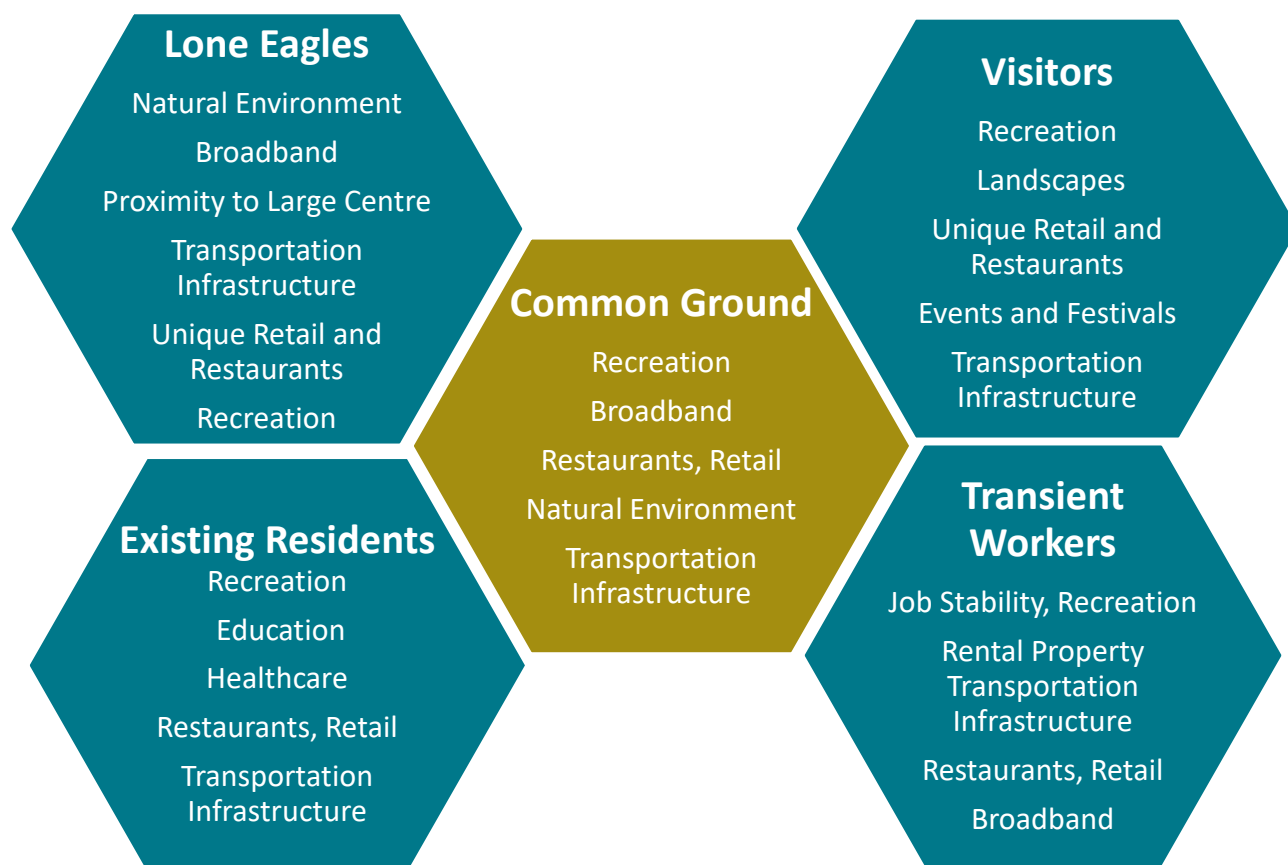 Lone Eagles
Natural Environment
Broadband
Proximity to Large Centre
Transportation
Infrastructure
Unique Retail and
Restaurants
Recreation
Visitors
Recreation
Landscapes
Unique Retail and
Restaurants
Events and Festivals
Transportation
Infrastructure
Common Ground
Recreation
Broadband
Restaurants, Retail
Natural Environment
Transportation
Infrastructure
Existing Residents
Recreation
Education
Healthcare
Restaurants, Retail
Transportation
Infrastructure
Transient
Workers
Job Stability, Recreation
Rental Property
Transportation
Infrastructure
Restaurants, Retail
Broadband